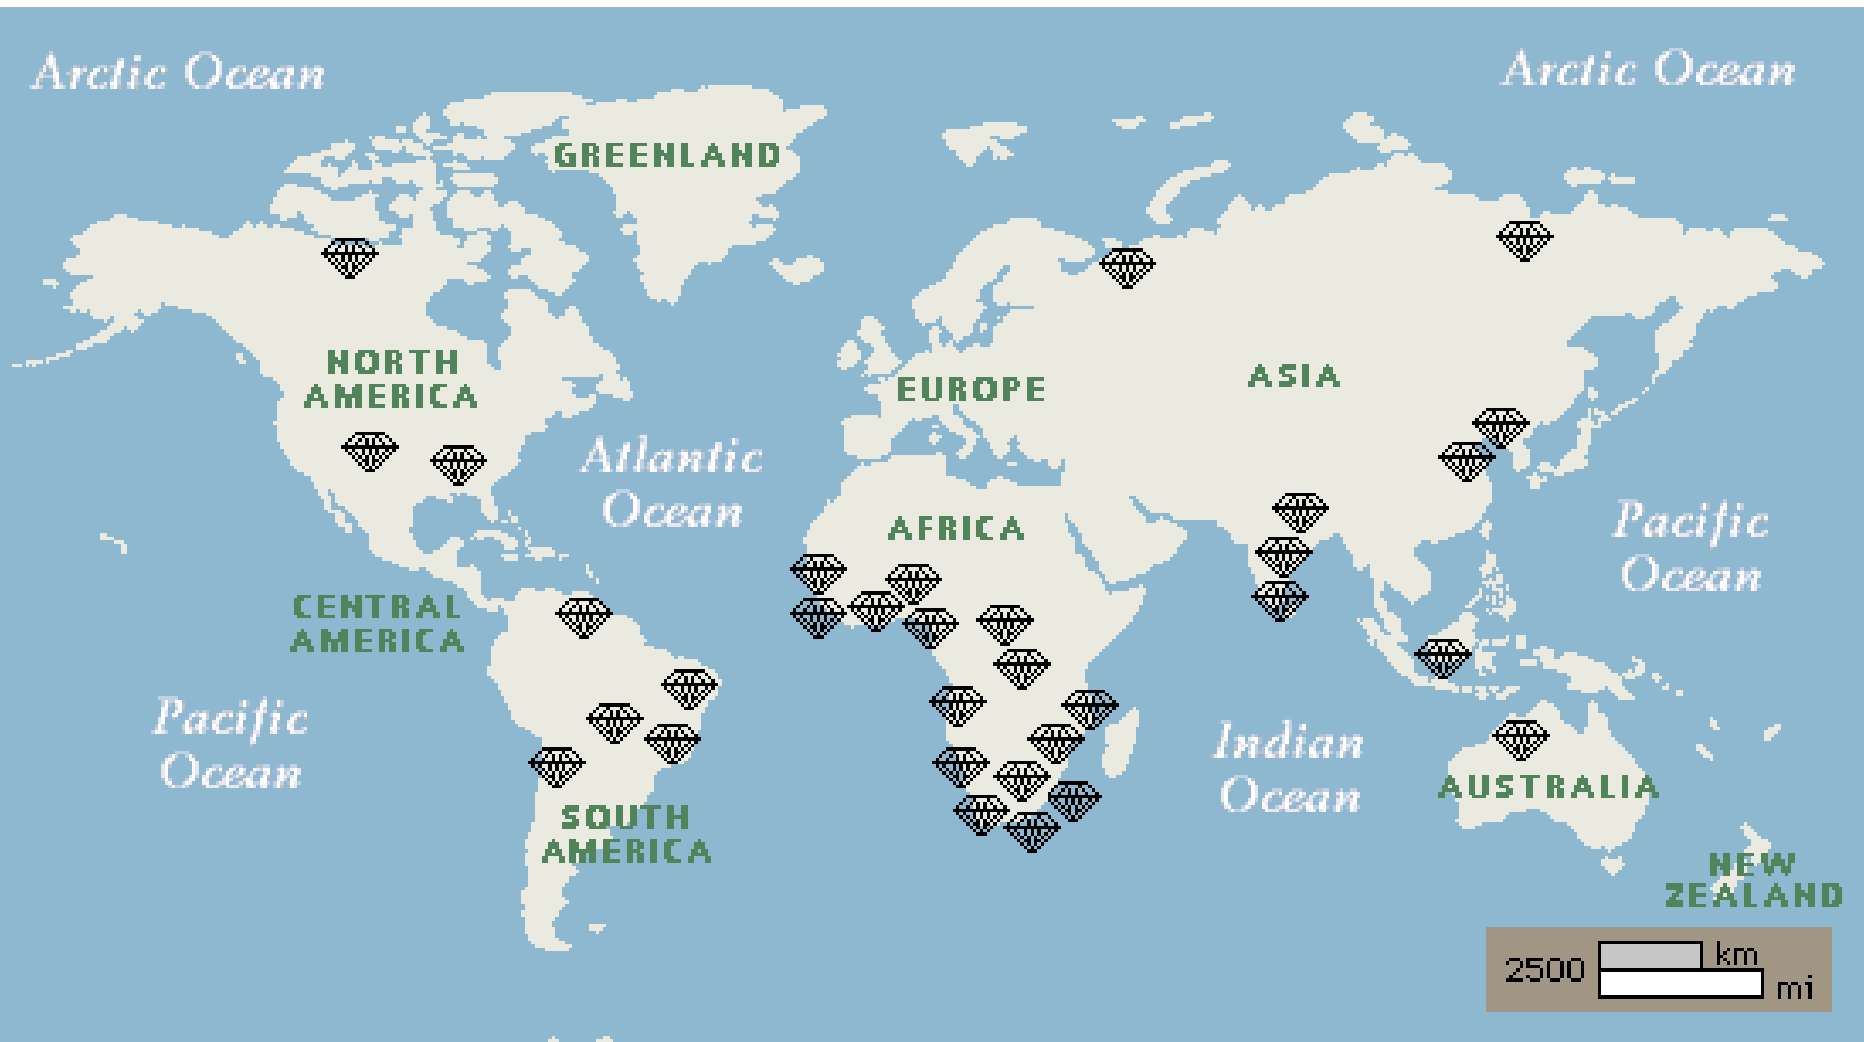 Arctic Ocean
Arctic Ocean
GREENLAND
NORTH
AMERICA
EUROPE
ASIA
Atlantic
Ocean
AFRICA
Pacific
Ocean
CENTRAL
AMERICA
Pacific
Ocean
Indian
Ocean
AUSTRALIA
SOUTH
AMERICA
NEW
ZEALAND
2500 km
mi